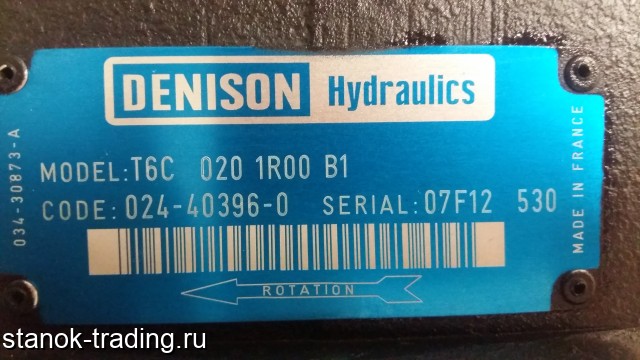 DENISON Hydraulics
MODEL:T6C 020 1R00 B1
CODE:024-40396-0 SERIAL:07F12 530
ROTATION
034-30873-A
MADE IN FRANCE
stanok-trading.ru